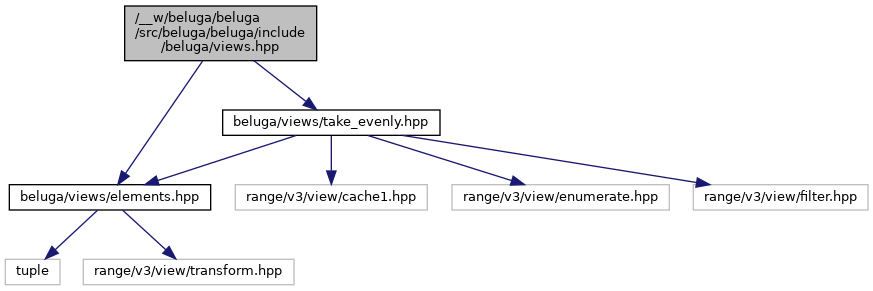 /__w/beluga/beluga
/src/beluga/beluga/include
/beluga/views.hpp
beluga/views/take_evenly.hpp
beluga/views/elements.hpp
range/v3/view/cache1.hpp
range/v3/view/enumerate.hpp
range/v3/view/filter.hpp
tuple
range/v3/view/transform.hpp